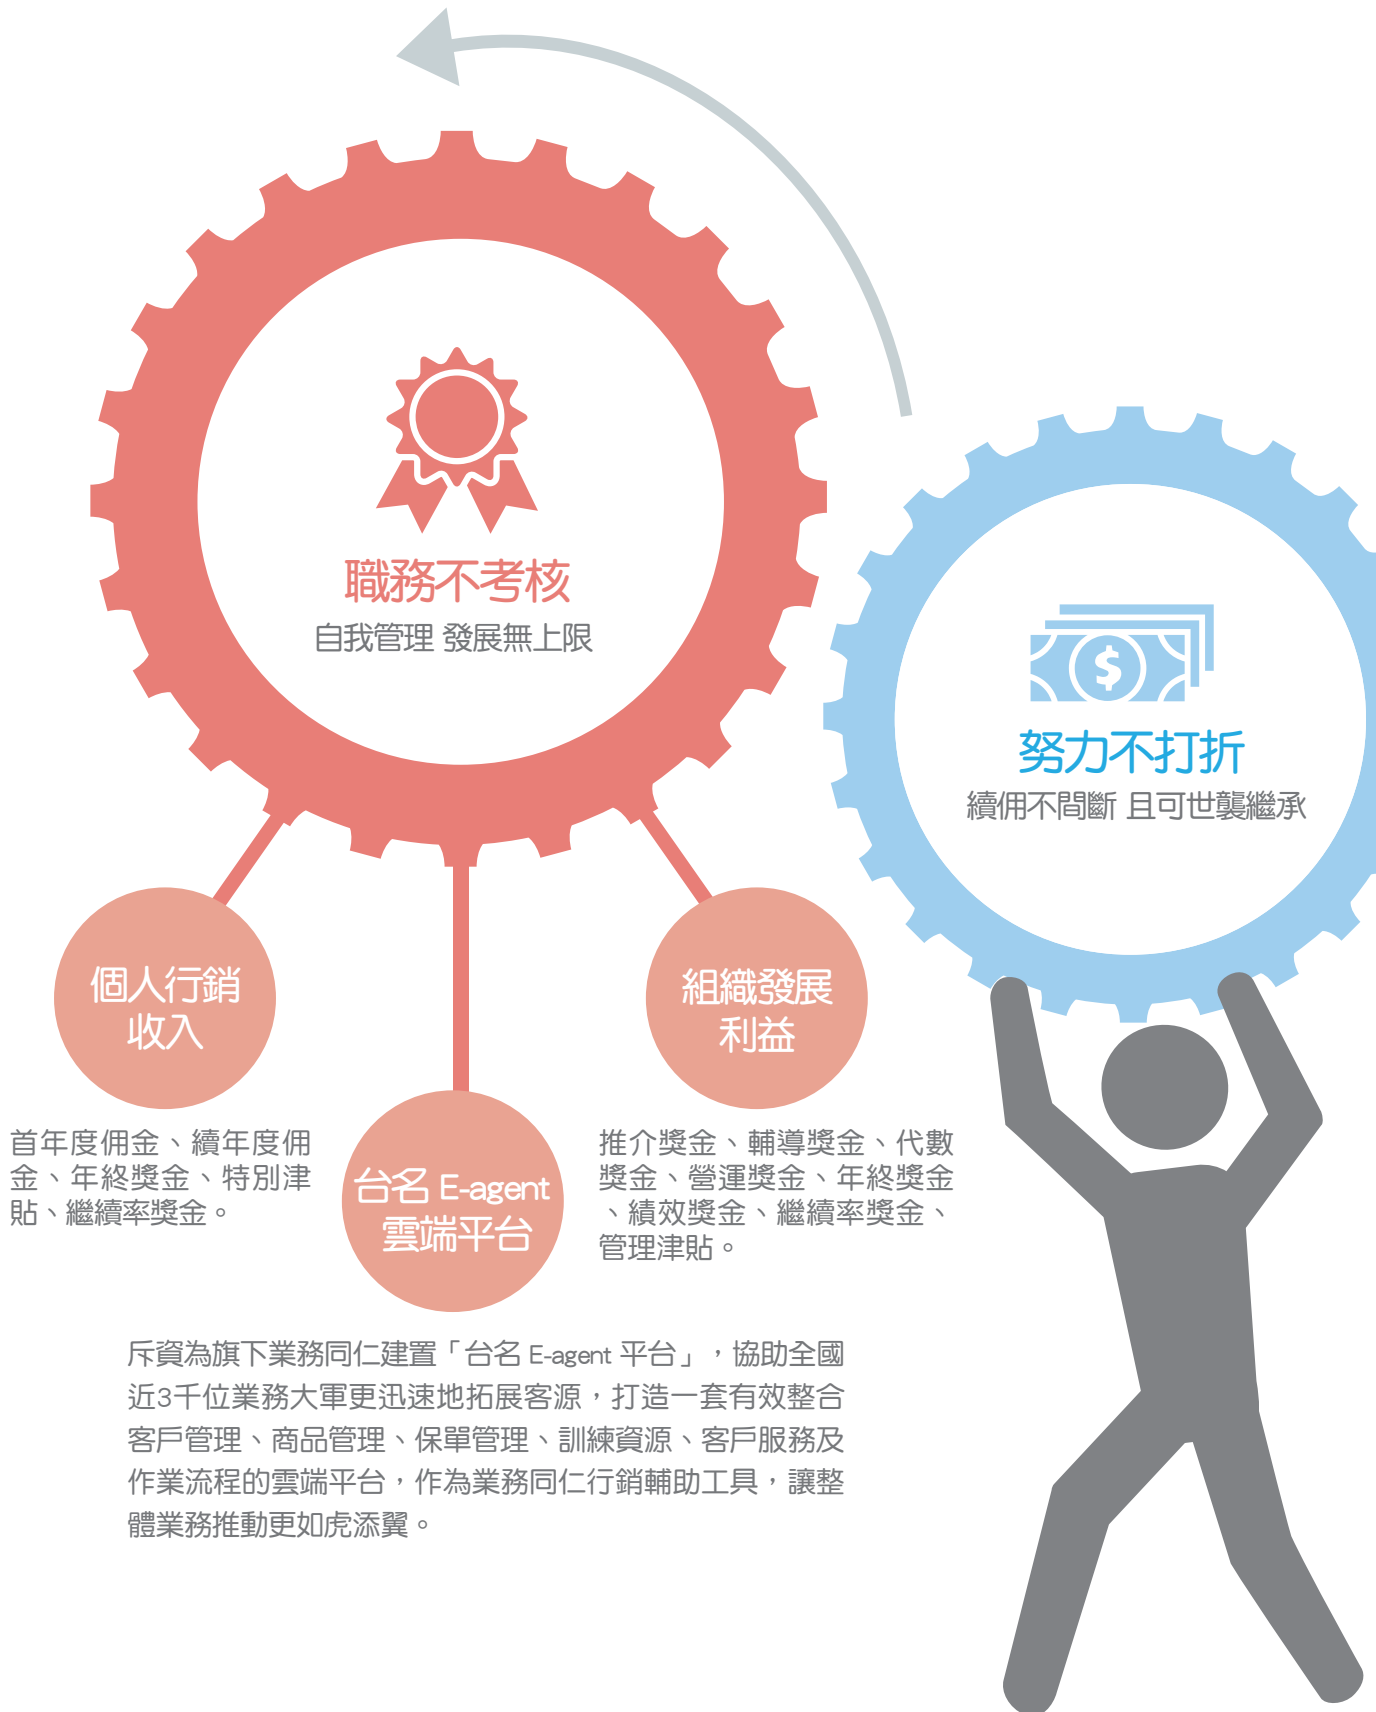 職務不考核
自我管理 發展無上限
努力不打折
續佣不間斷 且可世襲繼承
個人行銷
收入
首年度佣金、續年度佣
金、年終獎金、特別津
貼、繼續率獎金。
台名 E-agent
雲端平台
組織發展
利益
推介獎金、輔導獎金、代數
獎金、營運獎金、年終獎金
、績效獎金、繼續率獎金、
管理津貼。
斥資為旗下業務同仁建置「台名 E-agent 平台」，協助全國
近3千位業務大軍更迅速地拓展客源，打造一套有效整合
客戶管理、商品管理、保單管理、訓練資源、客戶服務及
作業流程的雲端平台，作為業務同仁行銷輔助工具，讓整
體業務推動更如虎添翼。